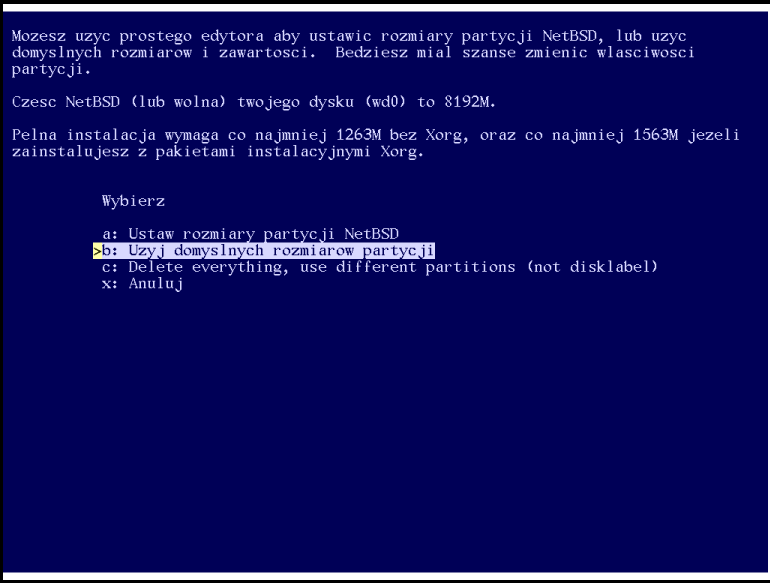 Mozesz uzyc prostego edytora aby ustawic rozmiary partycji NetBSD, lub uzyc
domyslnych rozmiarow i zawartosci.  Bedziesz mial szanse zmienic wlasciwosci
partycji.
Czesc NetBSD (lub wolna) twojego dysku (wd0) to 8192M.
Pelna instalacja wymaga co najmniej 1263M bez Xorg, oraz co najmniej 1563M jezeli
zainstalujesz z pakietami instalacyjnymi Xorg.
Wybierz
a: Ustaw rozmiary partycji NetBSD
>b: Uzyj domyslnych rozmiarow partycji
c: Delete everything, use different partitions (not disklabel)
x: Anuluj